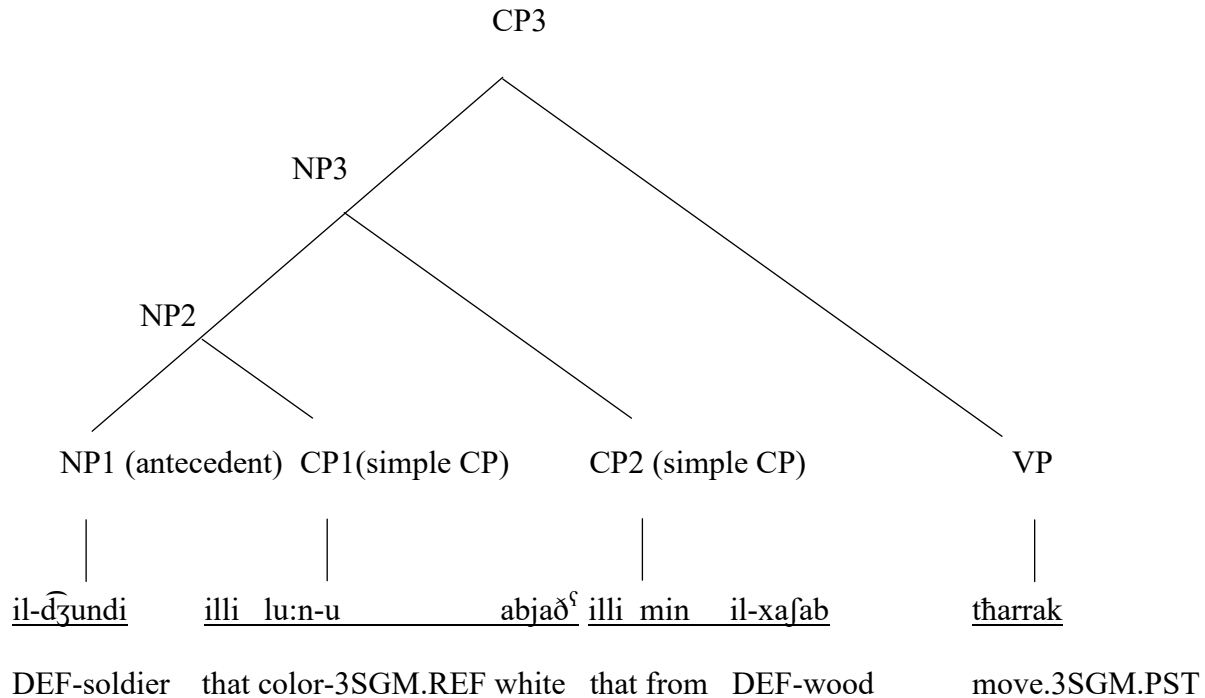 CP3
NP3
NP2
NP1 (antecedent) CP1(simple CP) CP2 (simple CP) VP
il-d͡ʒundi illi lu:n-u abjaðˤ illi min il-xaʃab tħarrak
DEF-soldier that color-3SGM.REF white that from DEF-wood move.3SGM.PST